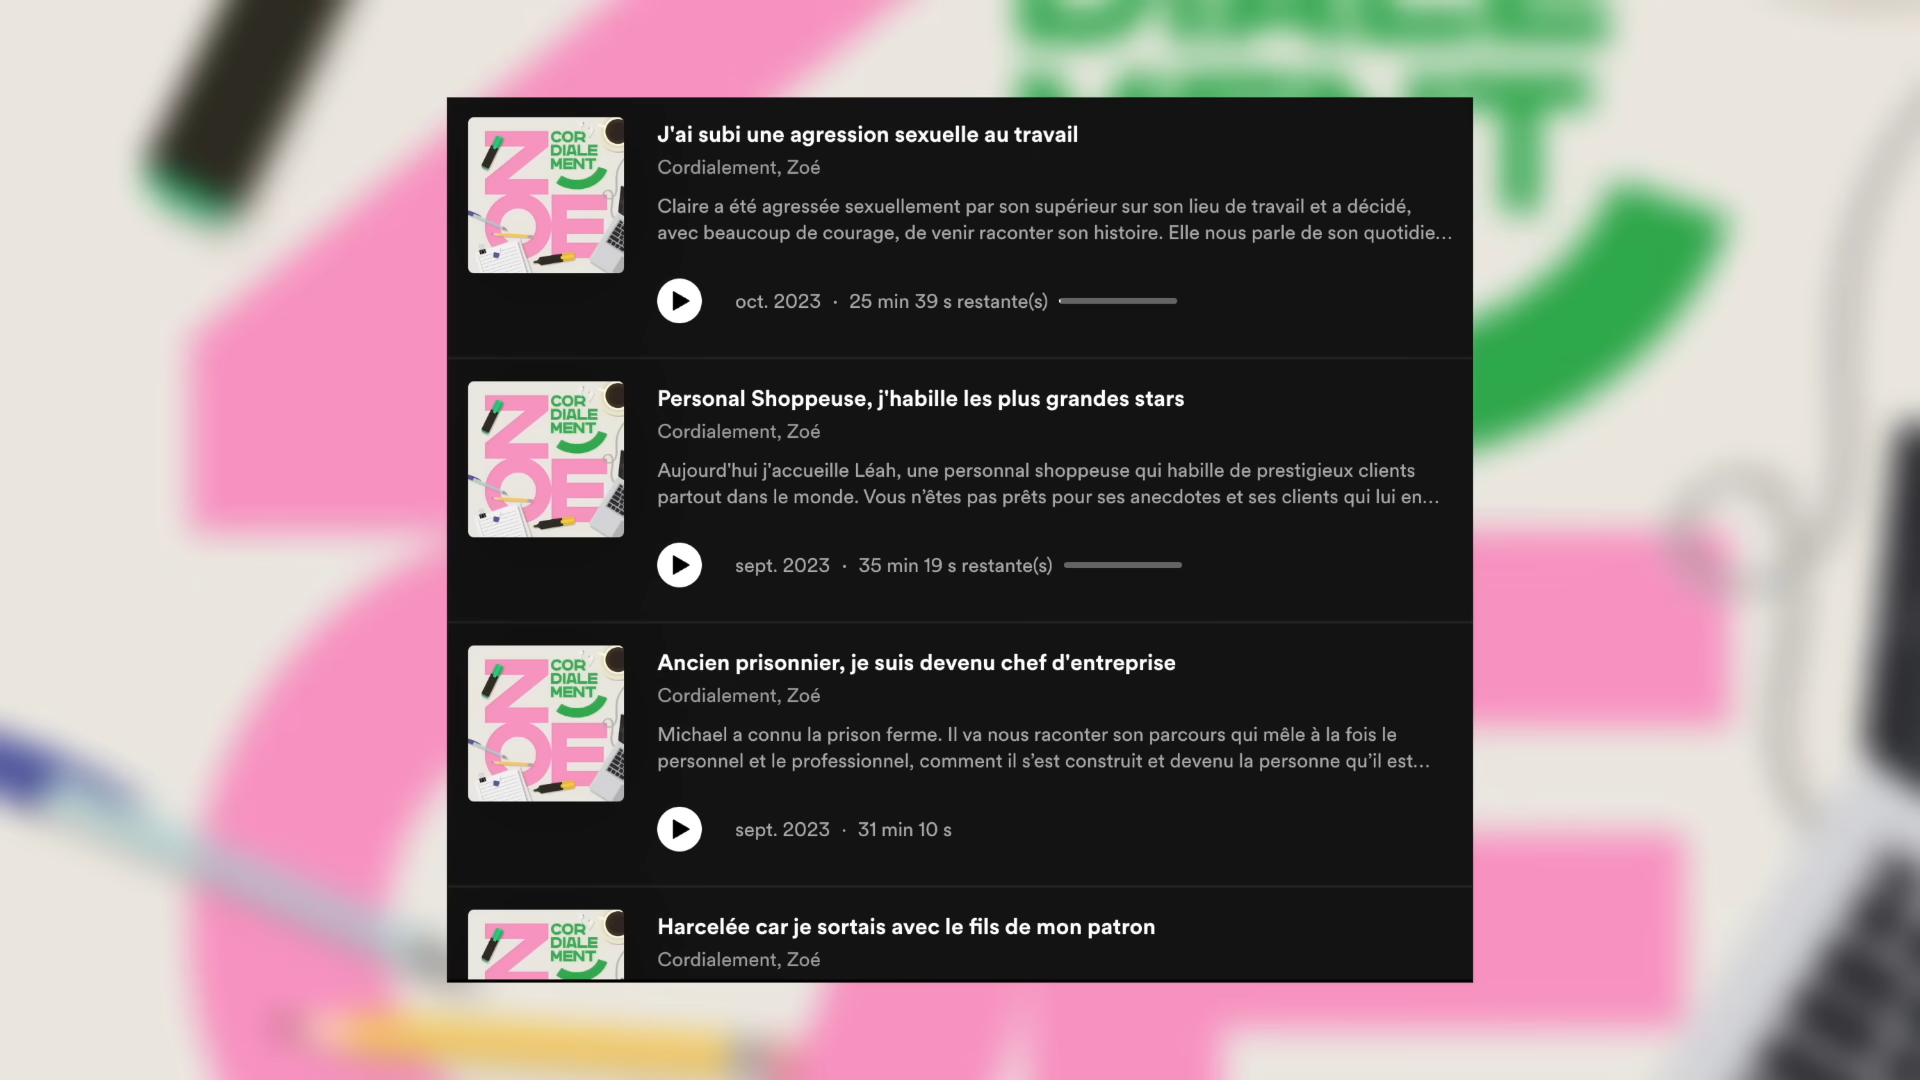 DIALE
MENT
COR
DIALE
MENT
ZOE
J'ai subi une agression sexuelle au travail
Cordialement, Zoé
Claire a été agressée sexuellement par son supérieur sur son lieu de travail et a décidé,
avec beaucoup de courage, de venir raconter son histoire. Elle nous parle de son quotidie...
oct. 2023 · 25 min 39 s restante(s)
COR
DIALE
MENT
ZOE
Personal Shoppeuse, j'habille les plus grandes stars
Cordialement, Zoé
Aujourd'hui j'accueille Léah, une personnal shoppeuse qui habille de prestigieux clients
partout dans le monde. Vous n’êtes pas prêts pour ses anecdotes et ses clients qui lui en...
sept. 2023 · 35 min 19 s restante(s)
COR
DIALE
MENT
ZOE
Ancien prisonnier, je suis devenu chef d'entreprise
Cordialement, Zoé
Michael a connu la prison ferme. Il va nous raconter son parcours qui mêle à la fois le
personnel et le professionnel, comment il s’est construit et devenu la personne qu’il est...
sept. 2023 · 31 min 10 s
COR
DIALE
MENT
Z
Harcelée car je sortais avec le fils de mon patron
Cordialement, Zoé